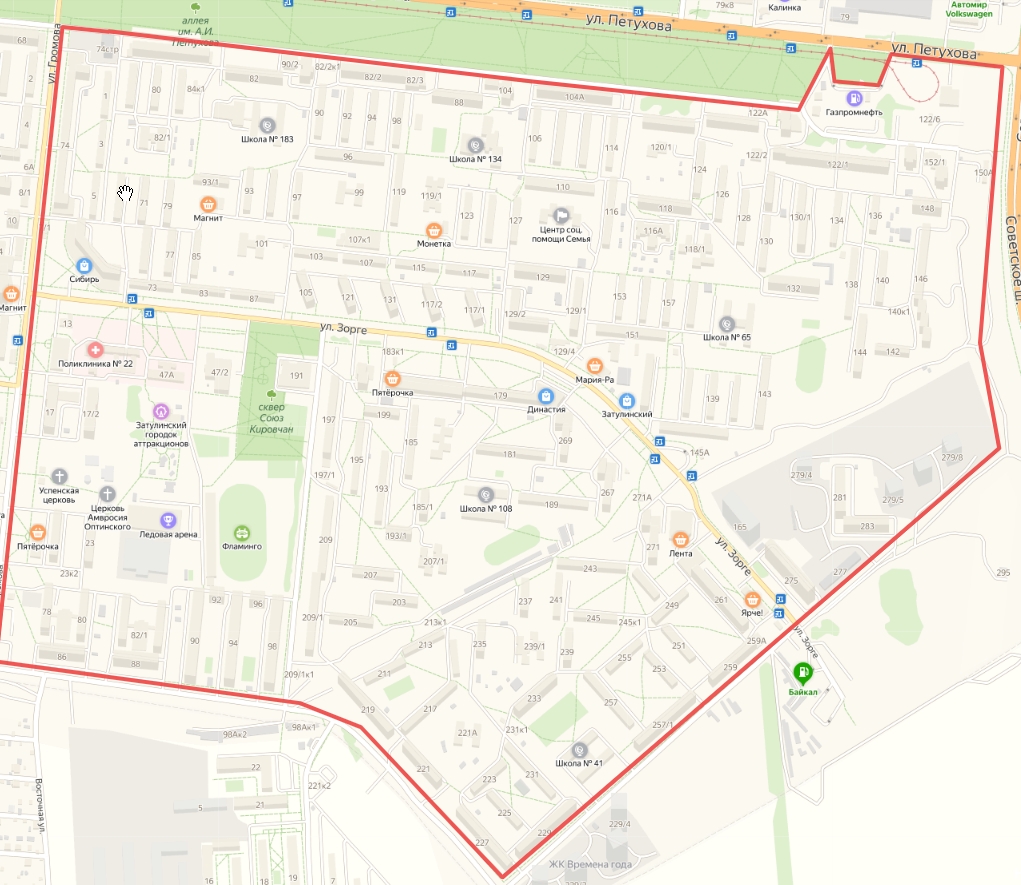 аллея
им. А.И.
Петухова
ул. Петухова
79к8
Калинка
79
Автомир
Volkswagen
ул. Петухова
68
ул. Громова
74с1р
90/2
82/2к1
82
82/2
82/3
104
80
84к1
88
104А
Газпромнефть
122А
122/6
2
1
90
92
94
98
4
Школа № 183
Школа № 134
106
114
120/1
124
122/2
122/1
152/1
150А
74
3
82/1
96
6А
8/1
5
71
79
93/1
93
97
99
119
119/1
110
126
118
128
130/1
134
148
Магнит
123
127
Центр соц.
помощи Семья
116
116А
118/1
130
138
140
146
10
Монетка
101
107к1
77
85
103
107
115
117
129
132
Сибирь
73
83
87
105
121
131
117/2
117/1
129/2
129/1
153
151
140к1
Магнит
ул. Зорге
Советское ш.
13
Поликлиника № 22
47А
47/2
191
183к1
129/4
Школа № 65
144
142
Мария-Ра
Пятёрочка
179
Династия
Затулинский
139
143
17
17/2
Затулинский
городок
аттракционов
сквер
Союз
Кировчан
197
199
185
269
145А
181
195
197/1
193
267
271А
279/4
279/8
281
279/5
283
Успенская
церковь
Церковь
Амвросия
Оптинского
Ледовая арена
Фламинго
Школа № 108
185/1
189
165
Пятёрочка
23
193/1
209
207/1
271
Лента
ул. Зорге
275
277
295
23к2
207
243
78
92
96
203
237
241
249
261
Ярче!
80
82/1
90
94
98
205
213к1
245
245к1
259А
ул. Зорге
86
88
209/1
213
235
239/1
239
255
253
259
Байкал
209/1к1
219
217
233
257
257/1
98Ак2
98Ак1
221А
231к1
Школа № 41
22
221
223
231
221к2
5
21
225
Восточная ул.
227
229
229/4
ЖК Времена года
16
24
18
7
19